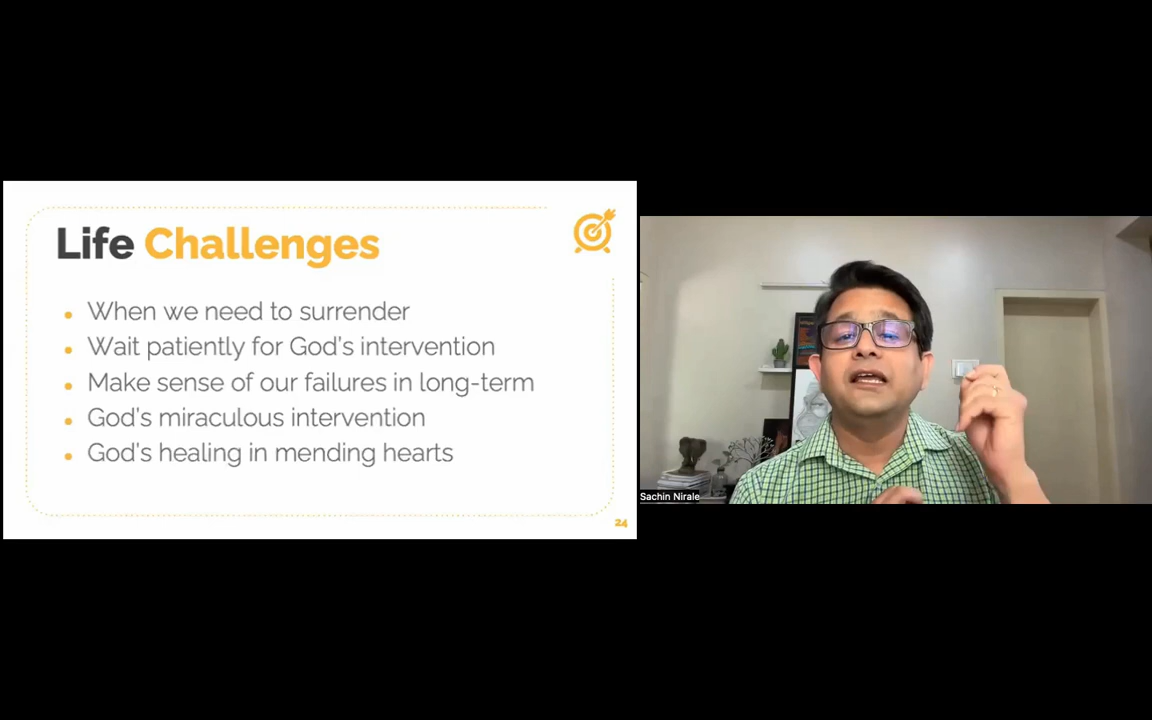 Life Challenges
When we need to surrender
Wait patiently for God's intervention
Make sense of our failures in long-term
God's miraculous intervention
God's healing in mending hearts
24
Sachin Nirale